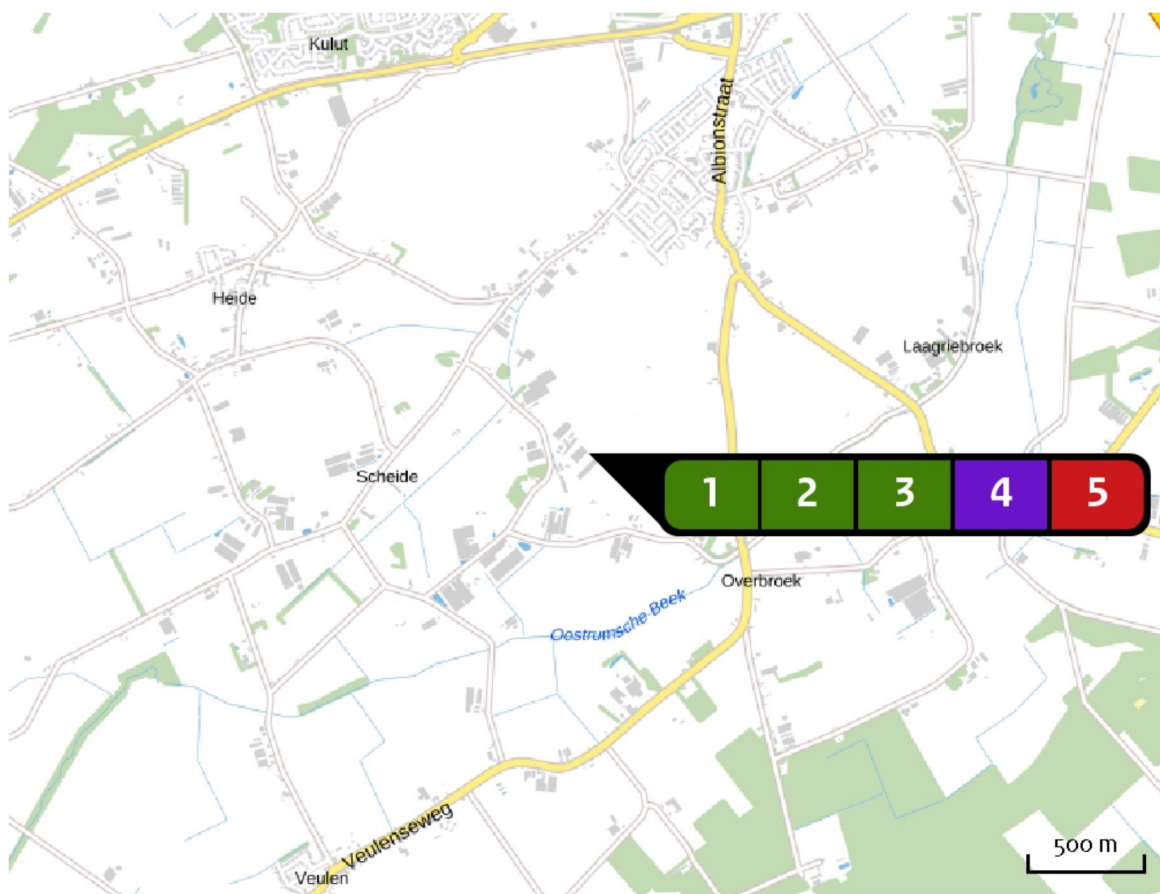 Kulut
Albionstraat
Heide
Laagriebroek
Scheide
1 2 3 4 5
Overbroek
Oostrumsche Beek
Veulenseweg
Veulen
500 m